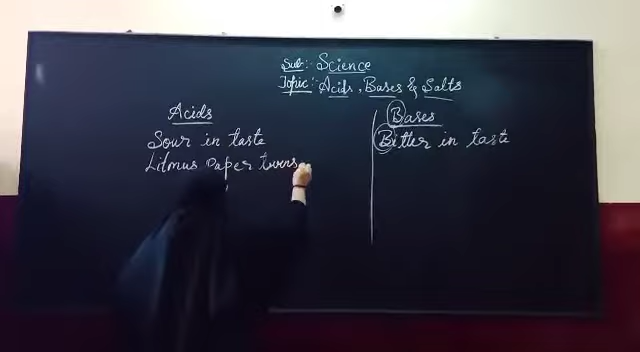 Sub:- Science
Topic:- Acids, Bases & Salts
Acids
Sour in taste
Litmus Paper turns
Bases
Bitter in taste